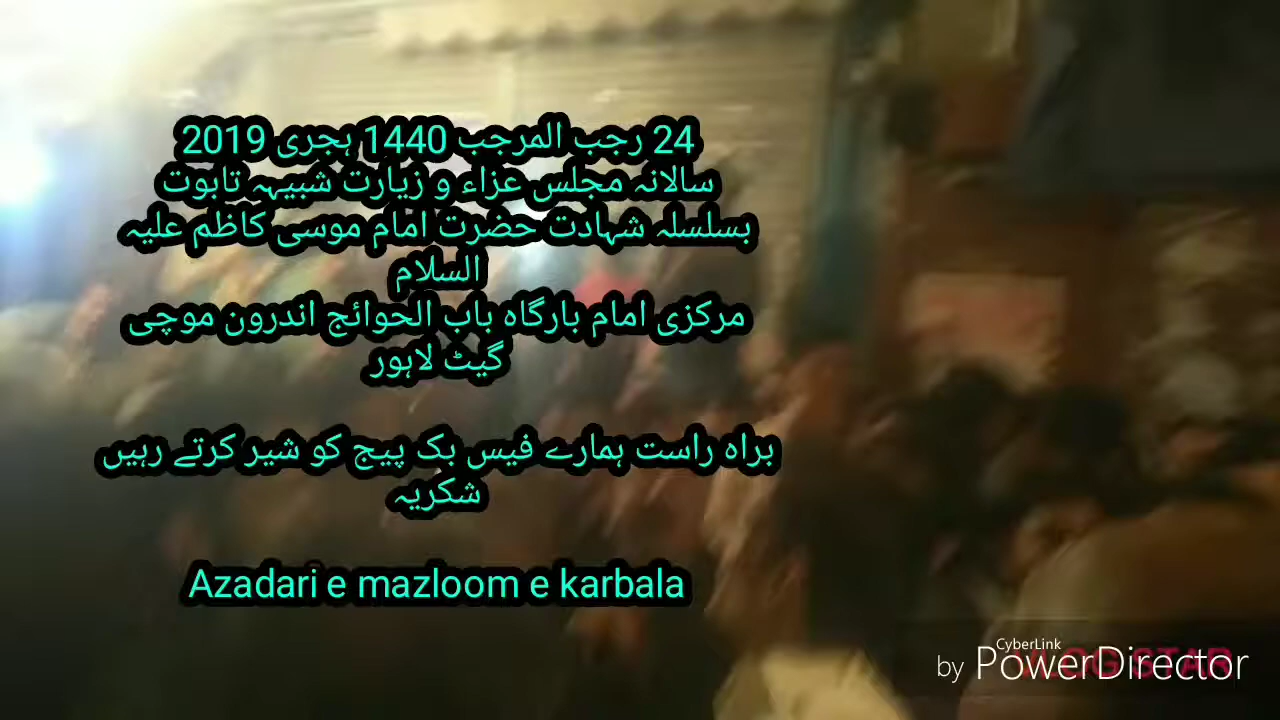 24 رجب المرجب 1440 ہجری 2019
سالانہ مجلس عزاء و زیارت شبیہہ تابوت
بسلسلہ شہادت حضرت امام موسی کاظم علیہ
السلام
مرکزی امام بارگاہ باب الحوائج اندرون موچی
گیٹ لاہور
براہ راست ہمارے فیس بک پیج کو شیر کرتے رہیں
شکریہ
Azadari e mazloom e karbala
CyberLink
by PowerDirector